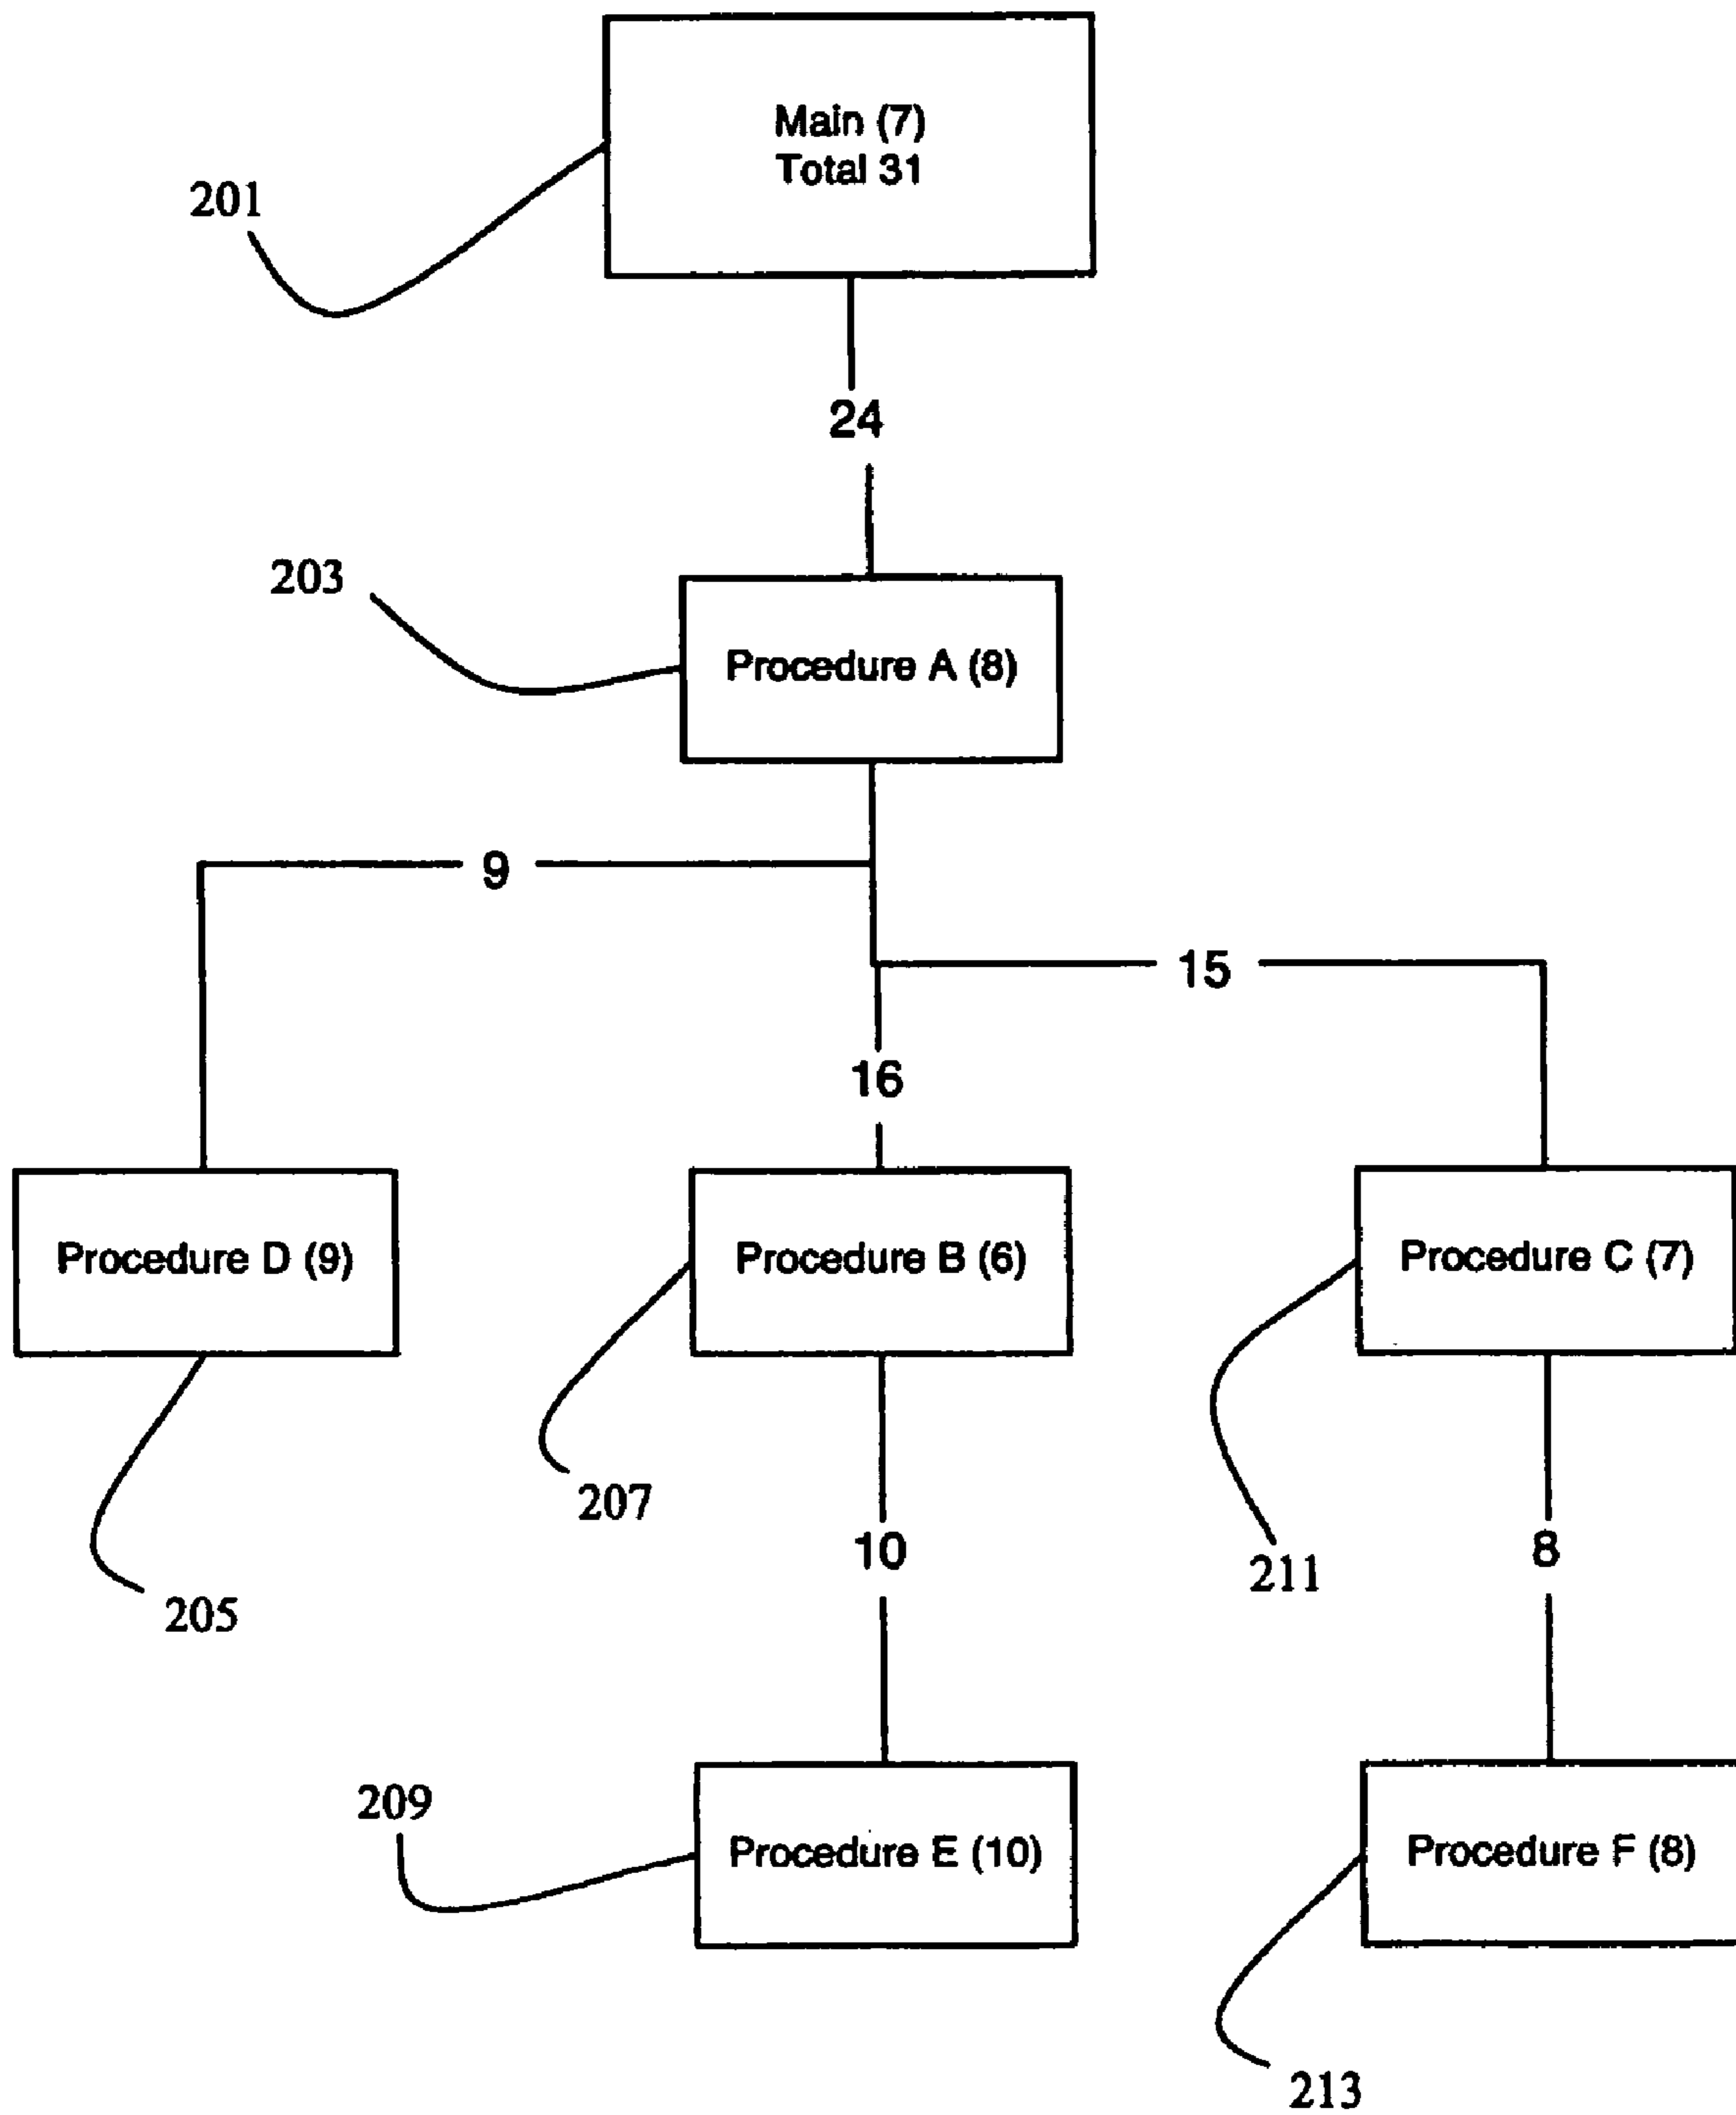 Main (7)
Total 31
201
24
203
Procedure A (8)
9
15
16
Procedure D (9)
Procedure B (6)
Procedure C (7)
207
10
211
8
205
209
Procedure E (10)
Procedure F (8)
213